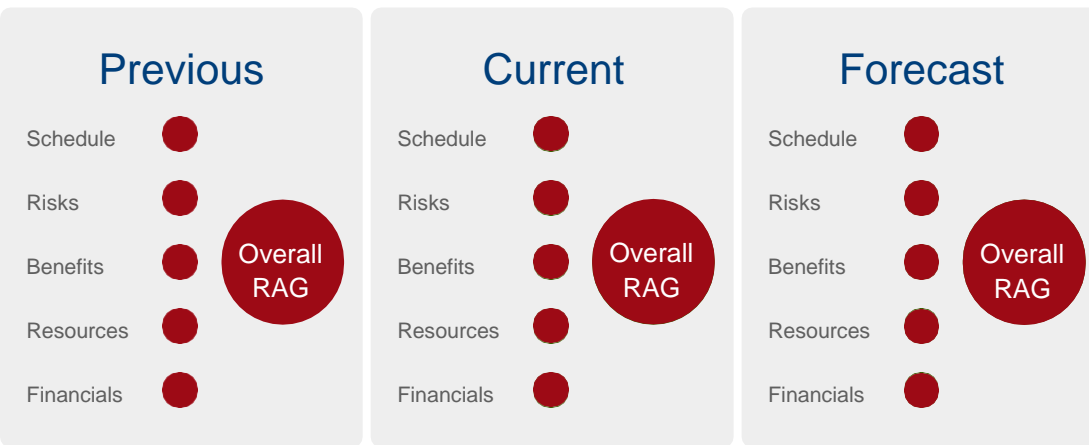 Previous
Schedule
Risks
Benefits
Resources
Financials
Overall
RAG
Current
Schedule
Risks
Benefits
Resources
Financials
Overall
RAG
Forecast
Schedule
Risks
Benefits
Resources
Financials
Overall
RAG